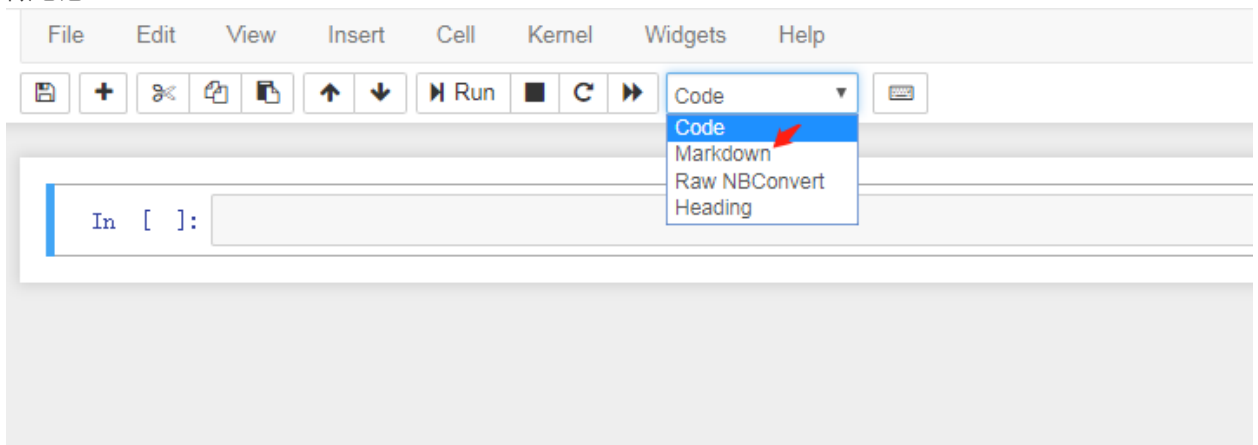 File Edit View Insert Cell Kernel Widgets Help
Run Code
Code
Markdown
Raw NBConvert
Heading
In [ ]: